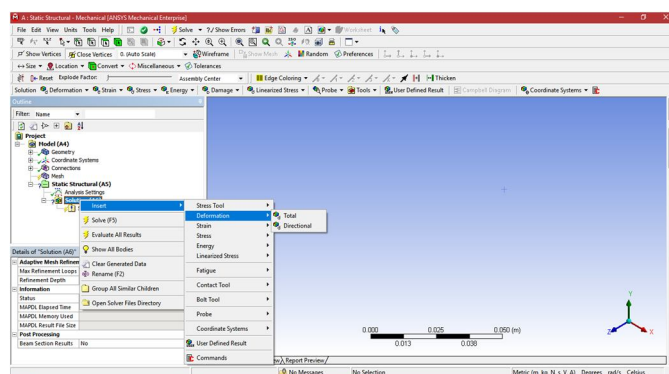 A : Static Structural - Mechanical [ANSYS Mechanical Enterprise]
File Edit View Units Tools Help Solve ?/ Show Errors Worksheet
Show Vertices Close Vertices 0. (Auto Scale) Wireframe Show Mesh Random Preferences
Size Location Convert Miscellaneous Tolerances
Reset Explode Factor: Assembly Center Edge Coloring Thicken
Solution Deformation Strain Stress Energy Damage Linearized Stress Probe Tools User Defined Result Campbell Diagram Coordinate Systems
Outline
Filter: Name
Project
Model (A4)
Geometry
Coordinate Systems
Connections
Mesh
Static Structural (A5)
Analysis Settings
Insert
Solve (F5)
Evaluate All Results
Show All Bodies
Clear Generated Data
Rename (F2)
Group All Similar Children
Open Solver Files Directory
Stress Tool
Deformation
Strain
Stress
Energy
Linearized Stress
Fatigue
Contact Tool
Bolt Tool
Probe
Coordinate Systems
User Defined Result
Commands
Total
Directional
Details of "Solution (A6)"
Adaptive Mesh Refinem
Max Refinement Loops
Refinement Depth
Information
Status
MAPDL Elapsed Time
MAPDL Memory Used
MAPDL Result File Size
Post Processing
Beam Section Results No
0.000 0.025 0.050 (m)
0.013 0.038
Y
Z X
Report Preview
No Messages No Selection Metric (m, kg, N, s, V, A) Degrees rad/s Celsius